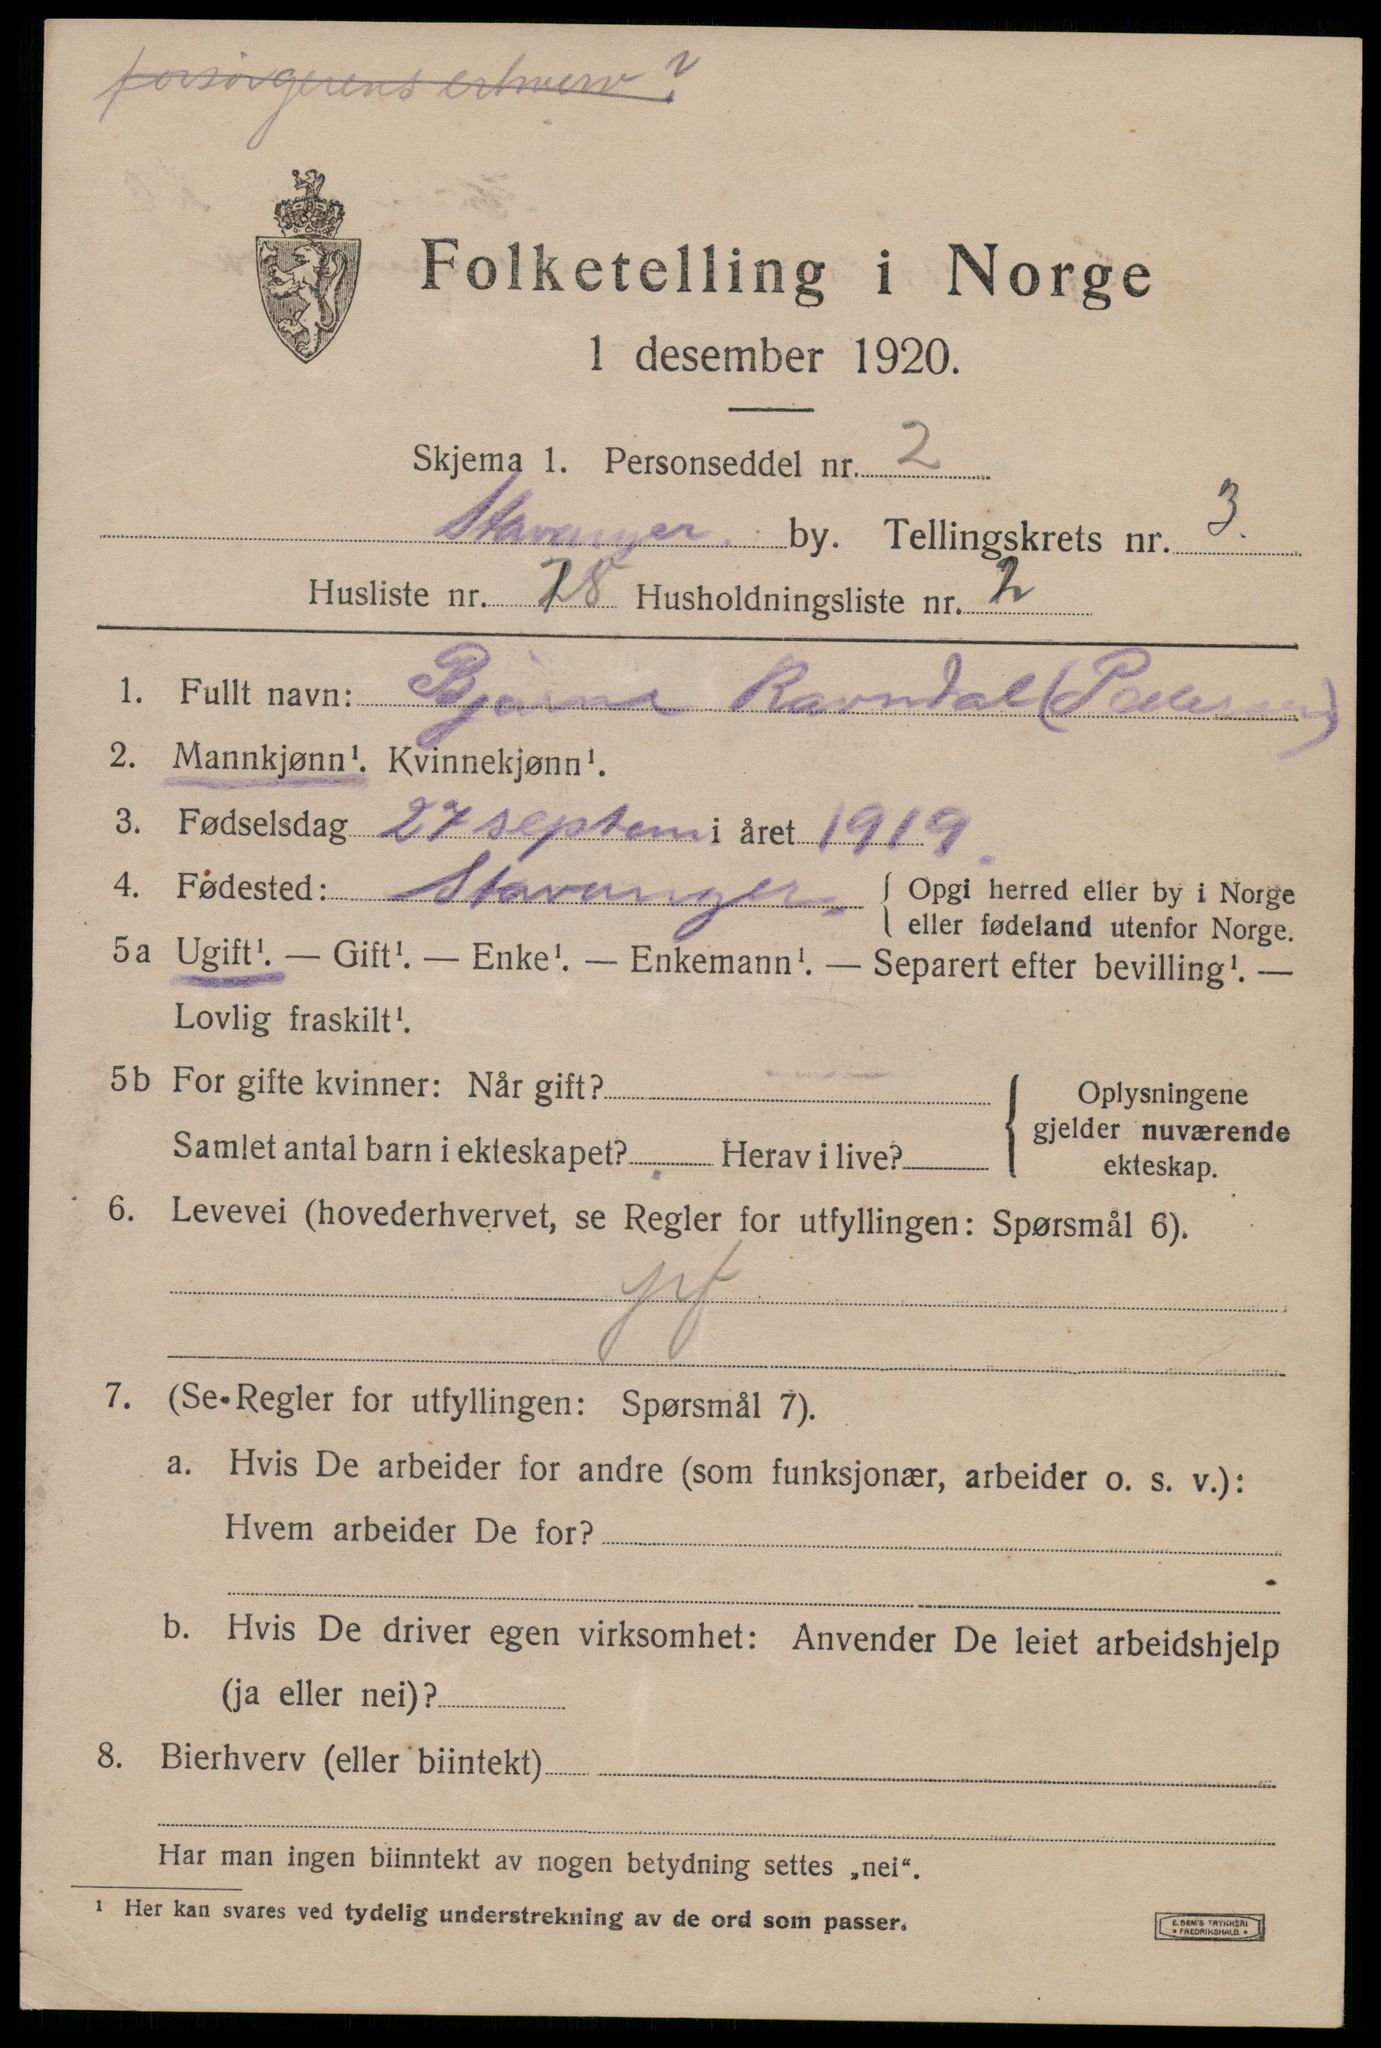 forsørgerens erhverv?
Folketelling i Norge
1 desember 1920.
Skjema 1. Personseddel nr. 2
Stavanger. by. Tellingskrets nr. 3.
Husliste nr. 78 Husholdningsliste nr. 2
1. Fullt navn: Bjarne Ravndal (Pedersen)
2. Mannkjønn¹. Kvinnekjønn¹.
3. Fødselsdag 27 septem i året 1919.
4. Fødested: Stavanger. { Opgi herred eller by i Norge
eller fødeland utenfor Norge.
5a Ugift¹. — Gift¹. — Enke¹. — Enkemann¹. — Separert efter bevilling¹. —
Lovlig fraskilt¹.
5b For gifte kvinner: Når gift? { Oplysningene
gjelder nuværende
Samlet antal barn i ekteskapet? Herav i live? ekteskap.
6. Levevei (hovederhvervet, se Regler for utfyllingen: Spørsmål 6).
7. (Se Regler for utfyllingen: Spørsmål 7).
a. Hvis De arbeider for andre (som funksjonær, arbeider o. s. v.):
Hvem arbeider De for?
b. Hvis De driver egen virksomhet: Anvender De leiet arbeidshjelp
(ja eller nei)?
8. Bierhverv (eller biintekt)
Har man ingen biinntekt av nogen betydning settes „nei“.
¹ Her kan svares ved tydelig understrekning av de ord som passer.
E. SEM'S TRYKKERI
• FREDRIKSHALD •